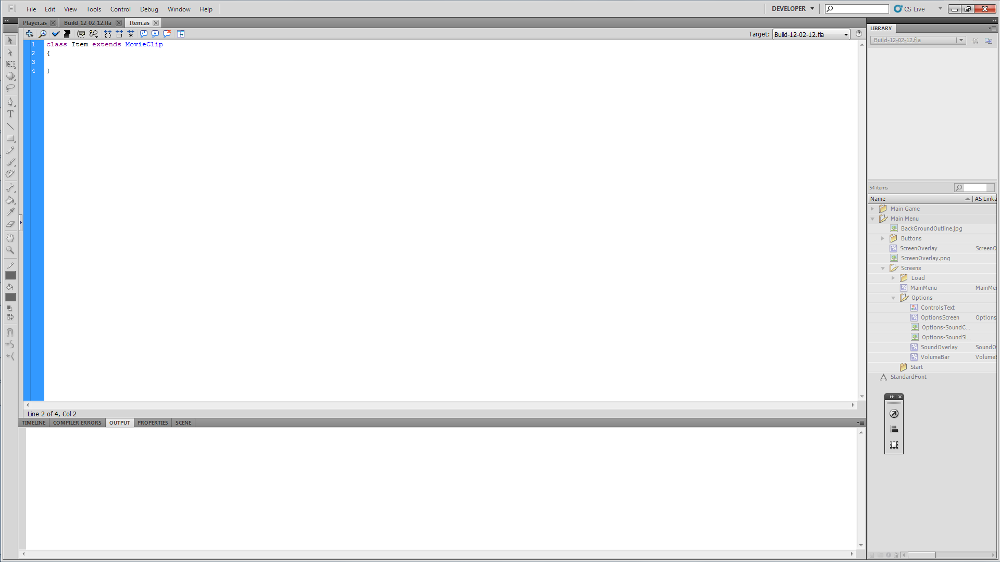 Fl File Edit View Tools Control Debug Window Help DEVELOPER CS Live
Player.as Build-12-02-12.fla Item.as
Target: Build-12-02-12.fla
1 class Item extends MovieClip
2 {
3
4 }
Line 2 of 4, Col 2
TIMELINE COMPILER ERRORS OUTPUT PROPERTIES SCENE
LIBRARY
Build-12-02-12.fla
54 items
Name AS Linka
Main Game
Main Menu
BackGroundOutline.jpg
Buttons
ScreenOverlay ScreenO
ScreenOverlay.png
Screens
Load
MainMenu MainMe
Options
ControlsText
OptionsScreen Options
Options-SoundC...
Options-SoundSl...
SoundOverlay SoundO
VolumeBar Volume
Start
StandardFont